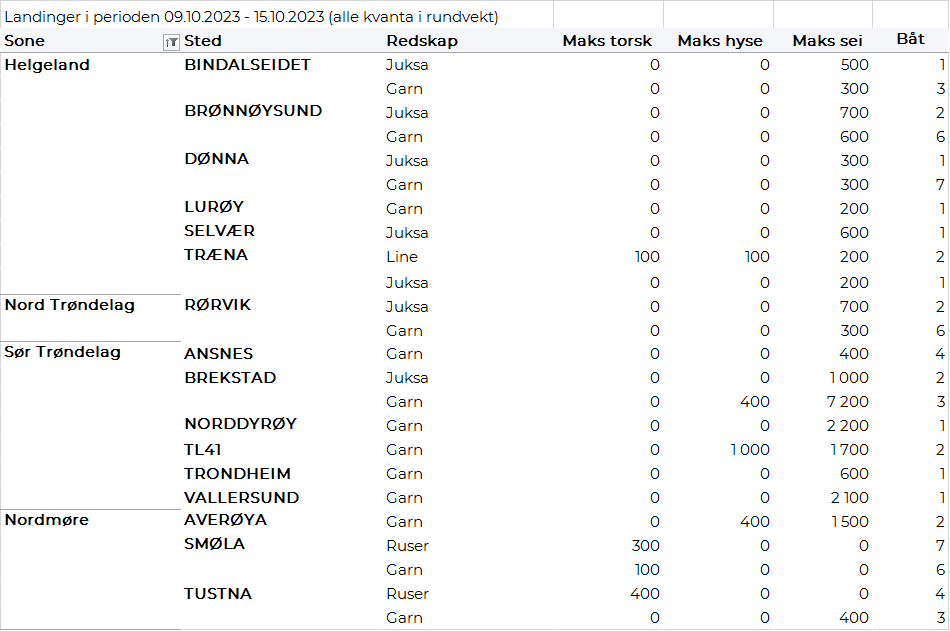 Landinger i perioden 09.10.2023 - 15.10.2023 (alle kvanta i rundvekt)
Sone Sted Redskap Maks torsk Maks hyse Maks sei Båt
Helgeland BINDALSEIDET Juksa 0 0 500 1
Garn 0 0 300 3
BRØNNØYSUND Juksa 0 0 700 2
Garn 0 0 600 6
DØNNA Juksa 0 0 300 1
Garn 0 0 300 7
LURØY Garn 0 0 200 1
SELVÆR Juksa 0 0 600 1
TRÆNA Line 100 100 200 2
Juksa 0 0 200 1
Nord Trøndelag RØRVIK Juksa 0 0 700 2
Garn 0 0 300 6
Sør Trøndelag ANSNES Garn 0 0 400 4
BREKSTAD Juksa 0 0 1 000 2
Garn 0 400 7 200 3
NORDDYRØY Garn 0 0 2 200 1
TL41 Garn 0 1 000 1 700 2
TRONDHEIM Garn 0 0 600 1
VALLERSUND Garn 0 0 2 100 1
Nordmøre AVERØYA Garn 0 400 1 500 2
SMØLA Ruser 300 0 0 7
Garn 100 0 0 6
TUSTNA Ruser 400 0 0 4
Garn 0 0 400 3